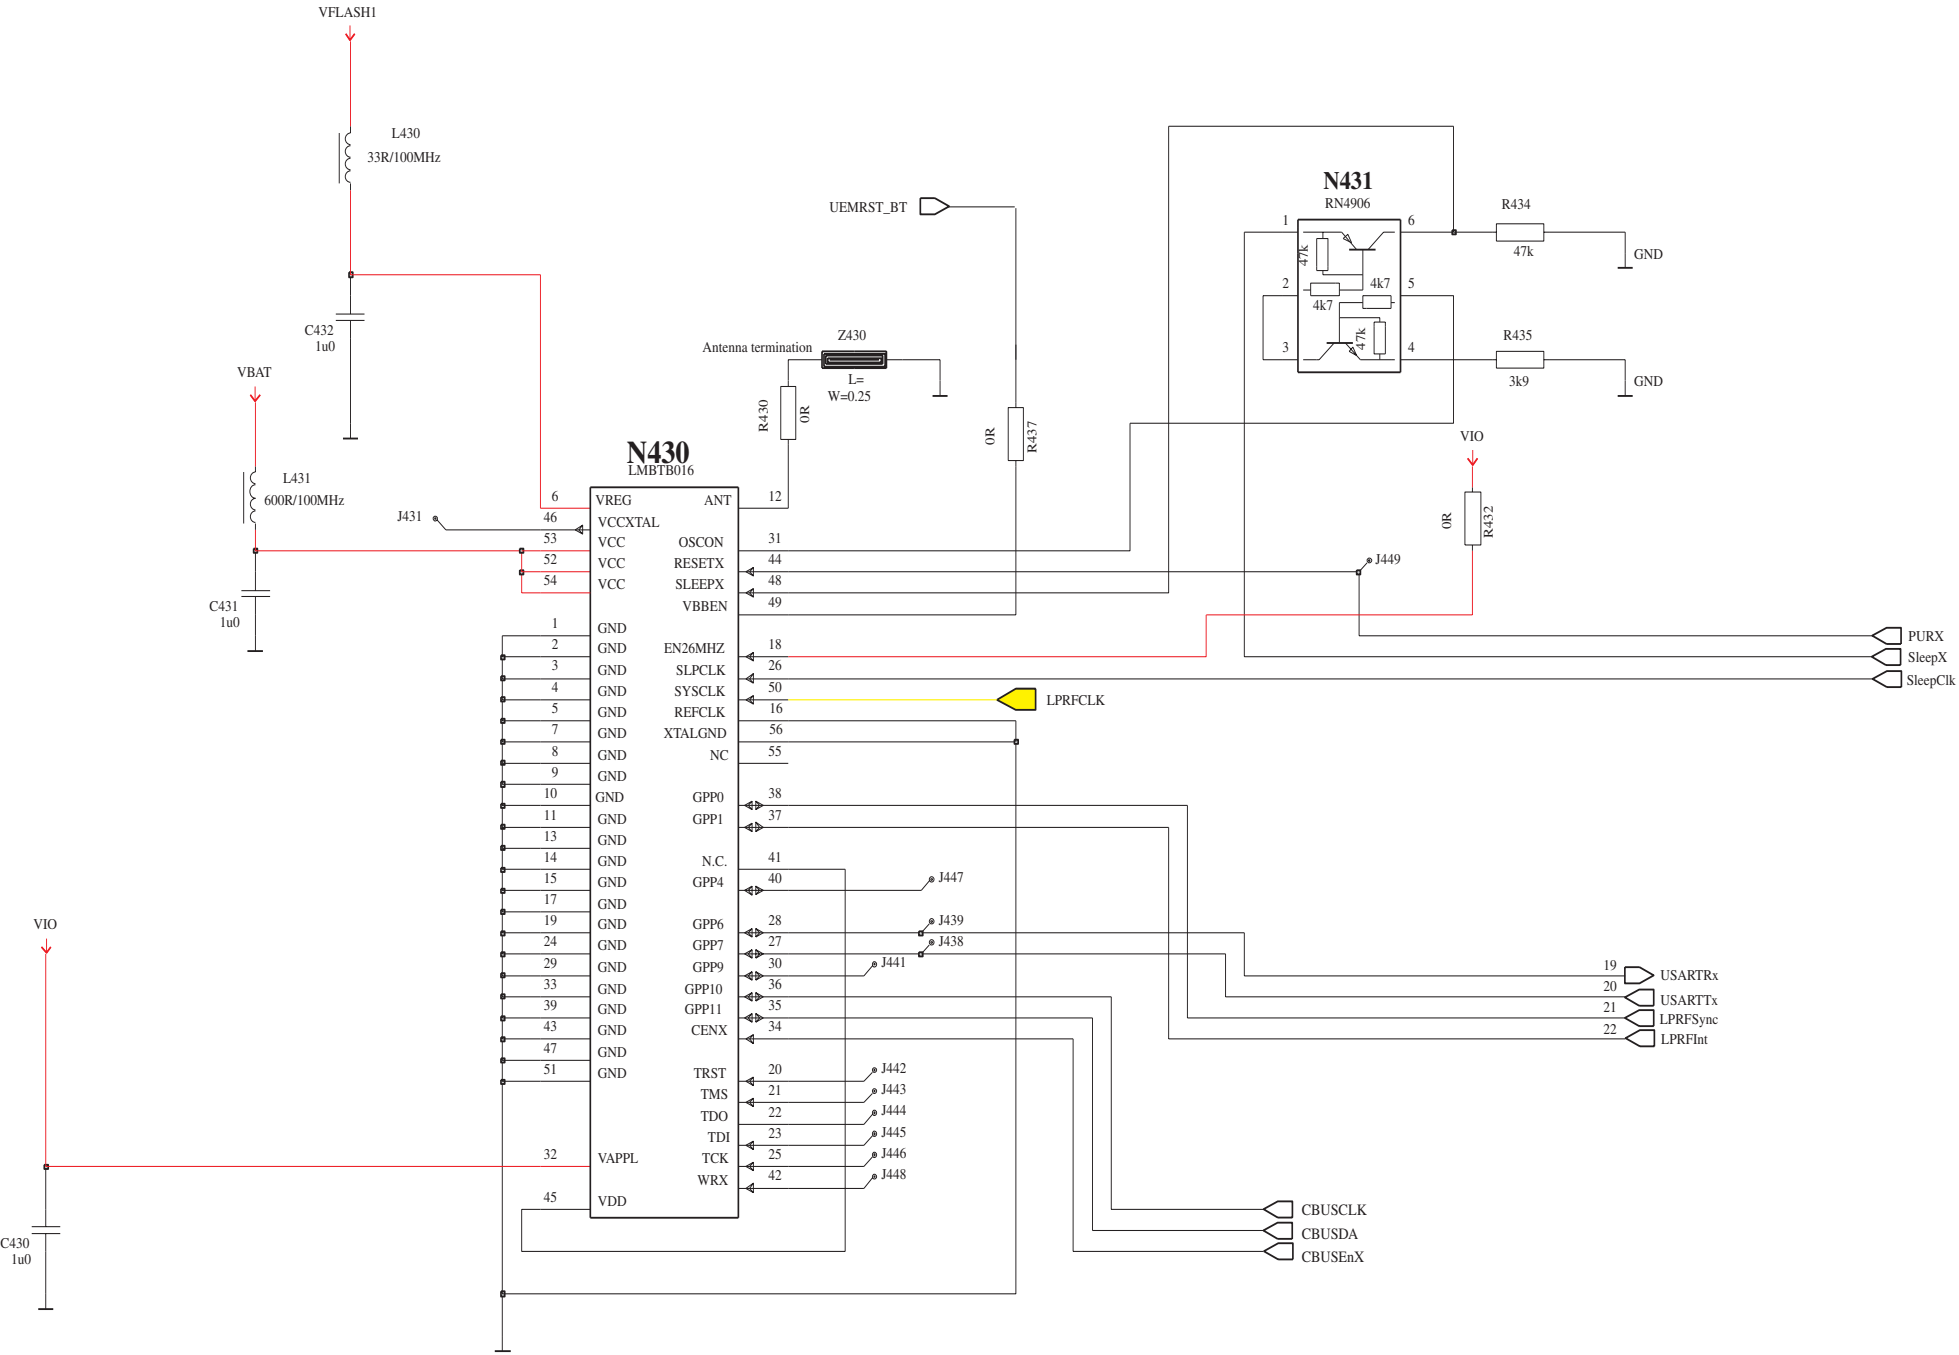 VFLASH1
L430
33R/100MHz
C432
1u0
VBAT
L431
600R/100MHz
C431
1u0
J431
UEMRST_BT
Z430
Antenna termination
L=
W=0.25
R430
0R
0R
R437
N431
RN4906
1
2
3
6
5
4
47k
4k7
4k7
47k
R434
47k
GND
R435
3k9
GND
VIO
0R
R432
J449
PURX
SleepX
SleepClk
LPRFCLK
N430
LMBTB016
6 VREG
46 VCCXTAL
53 VCC
52 VCC
54 VCC
1 GND
2 GND
3 GND
4 GND
5 GND
7 GND
8 GND
9 GND
10 GND
11 GND
13 GND
14 GND
15 GND
17 GND
19 GND
24 GND
29 GND
33 GND
39 GND
43 GND
47 GND
51 GND
32 VAPPL
45 VDD
ANT 12
OSCON 31
RESETX 44
SLEEPX 48
VBBEN 49
EN26MHZ 18
SLPCLK 26
SYSCLK 50
REFCLK 16
XTALGND 56
NC 55
GPP0 38
GPP1 37
N.C. 41
GPP4 40
GPP6 28
GPP7 27
GPP9 30
GPP10 36
GPP11 35
CENX 34
TRST 20
TMS 21
TDO 22
TDI 23
TCK 25
WRX 42
J447
J439
J438
J441
J442
J443
J444
J445
J446
J448
19 USARTRx
20 USARTTx
21 LPRFSync
22 LPRFInt
CBUSCLK
CBUSDA
CBUSEnX
VIO
C430
1u0